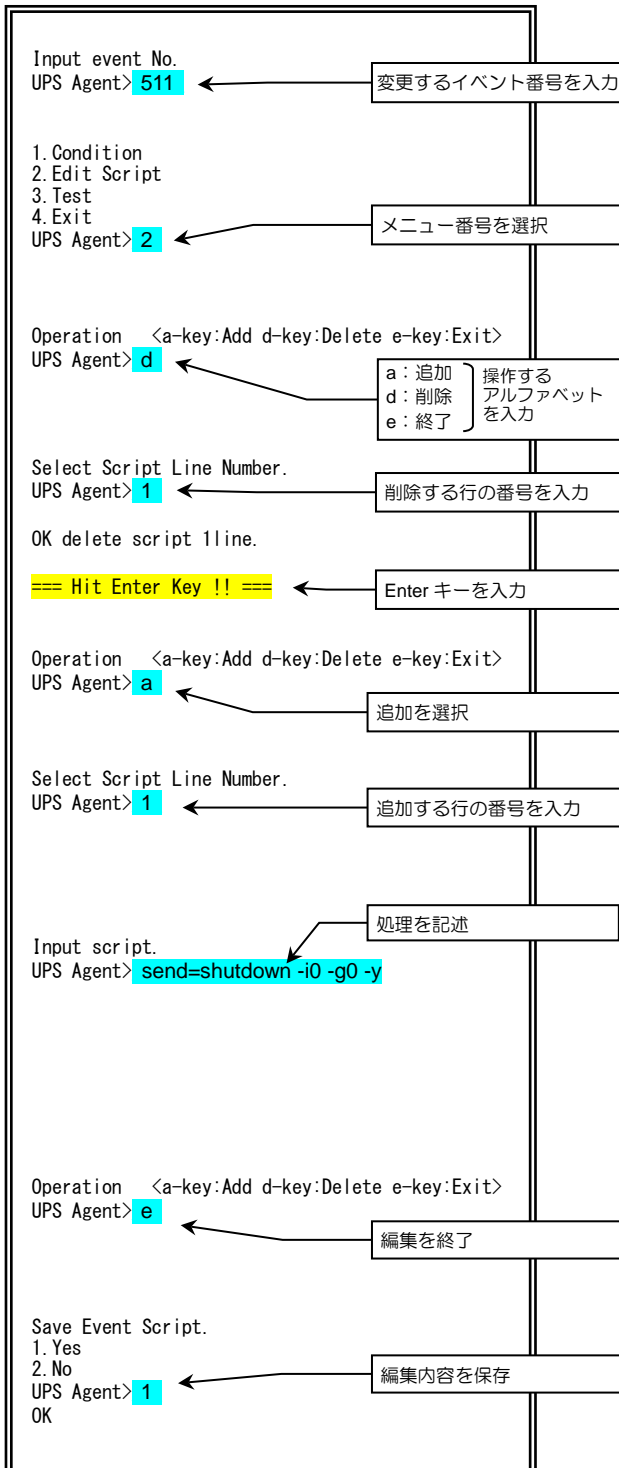 Input event No.
UPS Agent> 511
変更するイベント番号を入力
1.Condition
2.Edit Script
3.Test
4.Exit
UPS Agent> 2
メニュー番号を選択
Operation <a-key:Add d-key:Delete e-key:Exit>
UPS Agent> d
a：追加
d：削除
e：終了
操作する
アルファベット
を入力
Select Script Line Number.
UPS Agent> 1
削除する行の番号を入力
OK delete script 1line.
=== Hit Enter Key !! ===
Enter キーを入力
Operation <a-key:Add d-key:Delete e-key:Exit>
UPS Agent> a
追加を選択
Select Script Line Number.
UPS Agent> 1
追加する行の番号を入力
処理を記述
Input script.
UPS Agent> send=shutdown -i0 -g0 -y
Operation <a-key:Add d-key:Delete e-key:Exit>
UPS Agent> e
編集を終了
Save Event Script.
1.Yes
2.No
UPS Agent> 1
編集内容を保存
OK